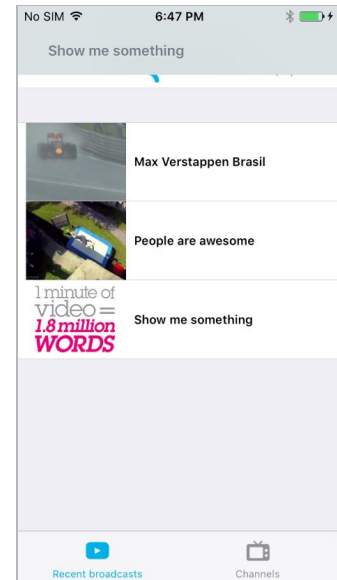 No SIM 6:47 PM
Show me something
Max Verstappen Brasil
People are awesome
1 minute of
video =
1.8 million
WORDS
Show me something
Recent broadcasts
Channels